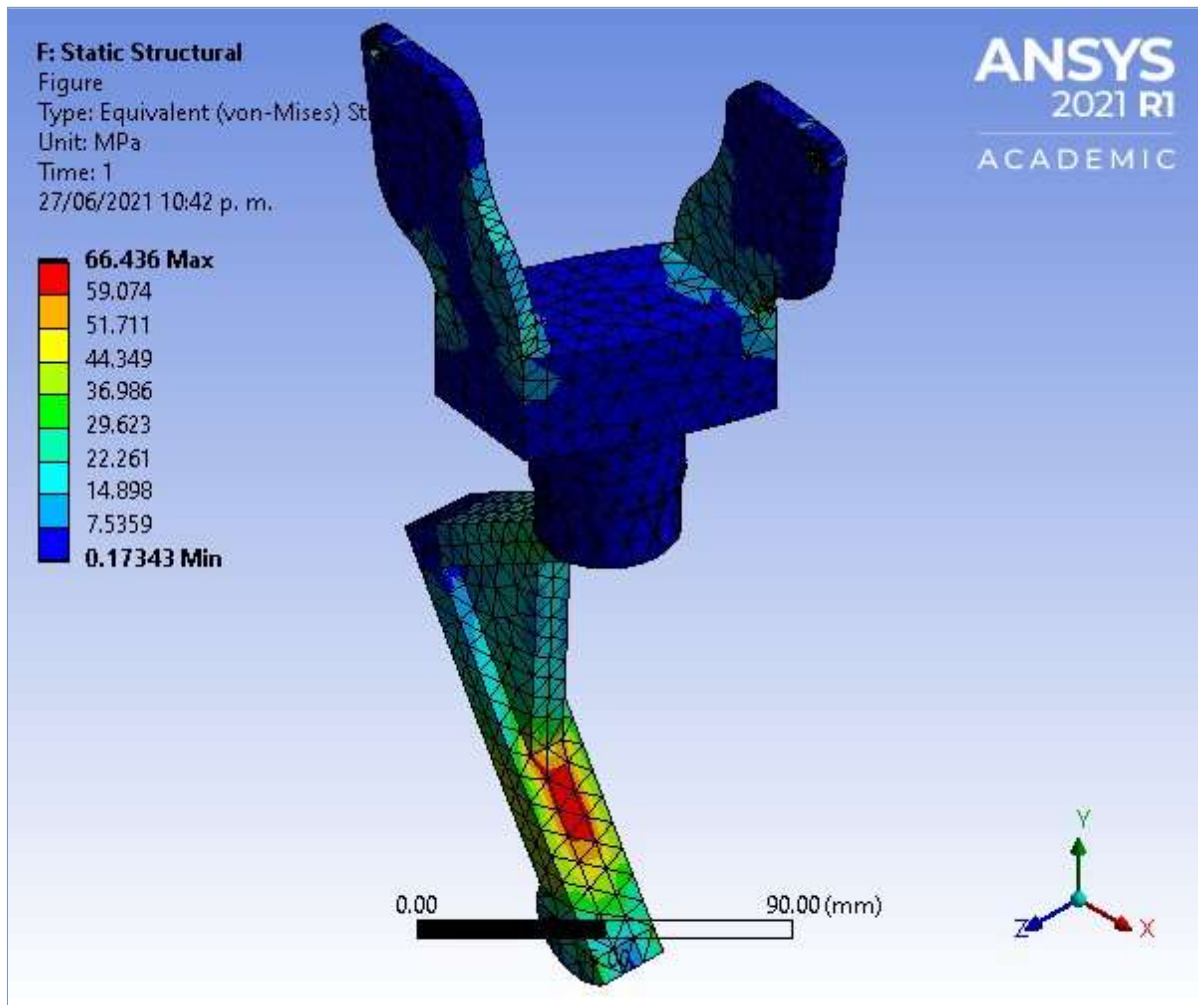 F: Static Structural
Figure
Type: Equivalent (von-Mises) St
Unit: MPa
Time: 1
27/06/2021 10:42 p. m.
66.436 Max
59.074
51.711
44.349
36.986
29.623
22.261
14.898
7.5359
0.17343 Min
ANSYS
2021 R1
ACADEMIC
0.00
90.00 (mm)
Y
Z
X